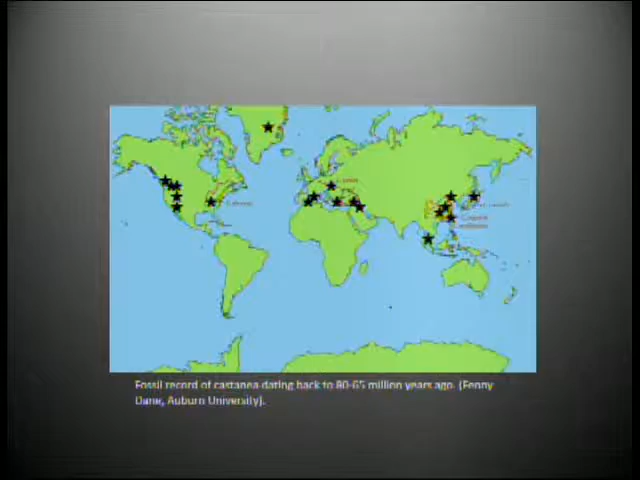 Fossil record of castanea dating back to 80-65 million years ago. (Fenny
Dane, Auburn University).